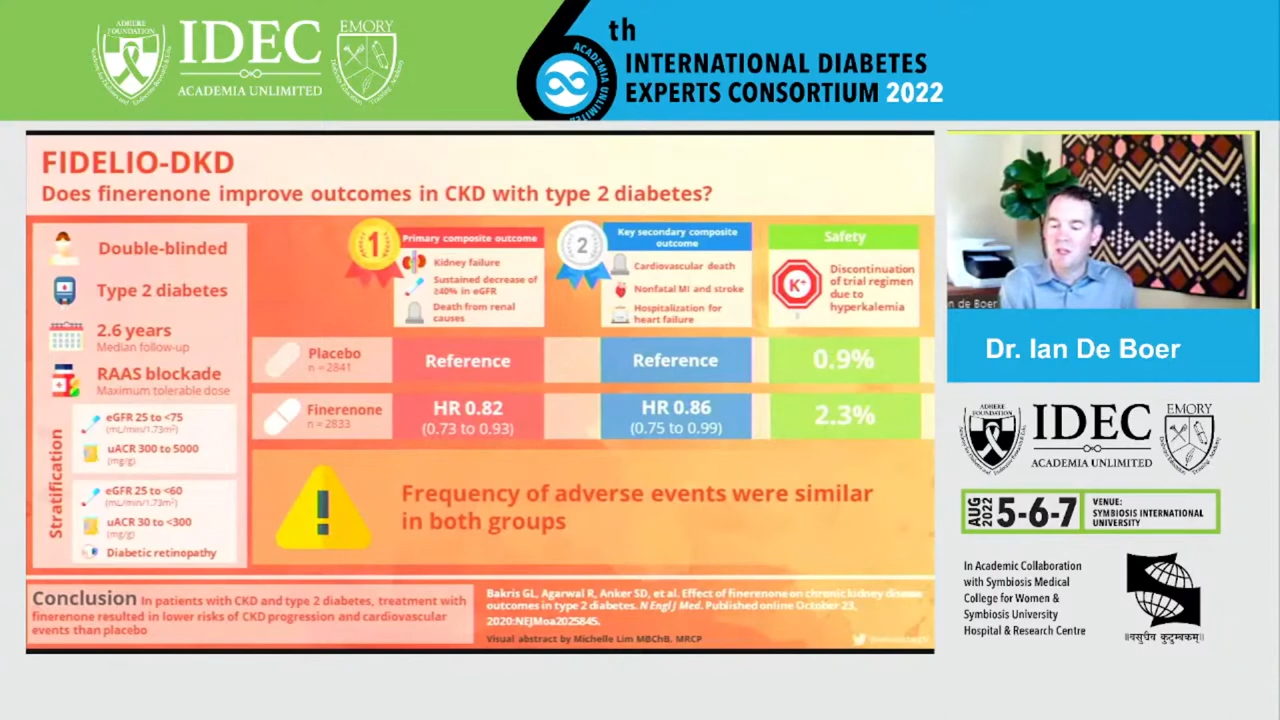 ADHERE
FOUNDATION
IDEC
ACADEMIA UNLIMITED
EMORY
6th
ACADEMIA UNLIMITED
INTERNATIONAL DIABETES
EXPERTS CONSORTIUM 2022
FIDELIO-DKD
Does finerenone improve outcomes in CKD with type 2 diabetes?
Double-blinded
Type 2 diabetes
2.6 years
Median follow-up
RAAS blockade
Maximum tolerable dose
Stratification
eGFR 25 to <75
(mL/min/1.73m²)
uACR 300 to 5000
(mg/g)
eGFR 25 to <60
(mL/min/1.73m²)
uACR 30 to <300
(mg/g)
Diabetic retinopathy
1
Primary composite outcome
Kidney failure
Sustained decrease of
≥40% in eGFR
Death from renal
causes
2
Key secondary composite
outcome
Cardiovascular death
Nonfatal MI and stroke
Hospitalization for
heart failure
Safety
K+
Discontinuation
of trial regimen
due to
hyperkalemia
Placebo
n = 2841
Reference
Reference
0.9%
Finerenone
n = 2833
HR 0.82
(0.73 to 0.93)
HR 0.86
(0.75 to 0.99)
2.3%
!
Frequency of adverse events were similar
in both groups
Conclusion In patients with CKD and type 2 diabetes, treatment with
finerenone resulted in lower risks of CKD progression and cardiovascular
events than placebo
Bakris GL, Agarwal R, Anker SD, et al. Effect of finerenone on chronic kidney disease
outcomes in type 2 diabetes. N Engl J Med. Published online October 23,
2020:NEJMoa2025845.
Visual abstract by Michelle Lim MBChB, MRCP
n de Boer
Dr. Ian De Boer
ADHERE
FOUNDATION
IDEC
ACADEMIA UNLIMITED
EMORY
AUG
2022
5-6-7
VENUE:
SYMBIOSIS INTERNATIONAL
UNIVERSITY
In Academic Collaboration
with Symbiosis Medical
College for Women &
Symbiosis University
Hospital & Research Centre
॥वसुधैव कुटुम्बकम्॥